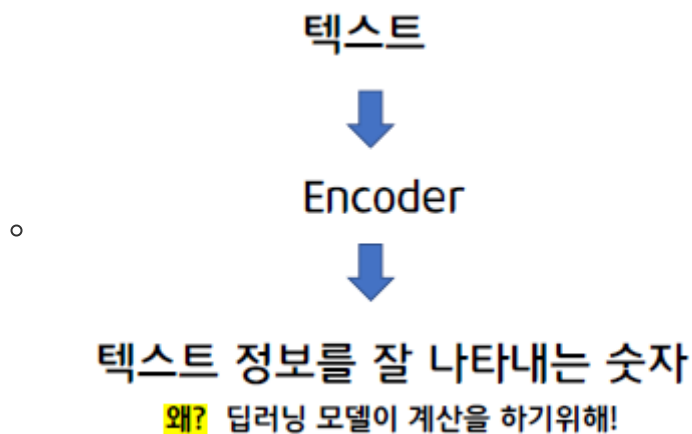 텍스트
Encoder
텍스트 정보를 잘 나타내는 숫자
왜? 딥러닝 모델이 계산을 하기위해!